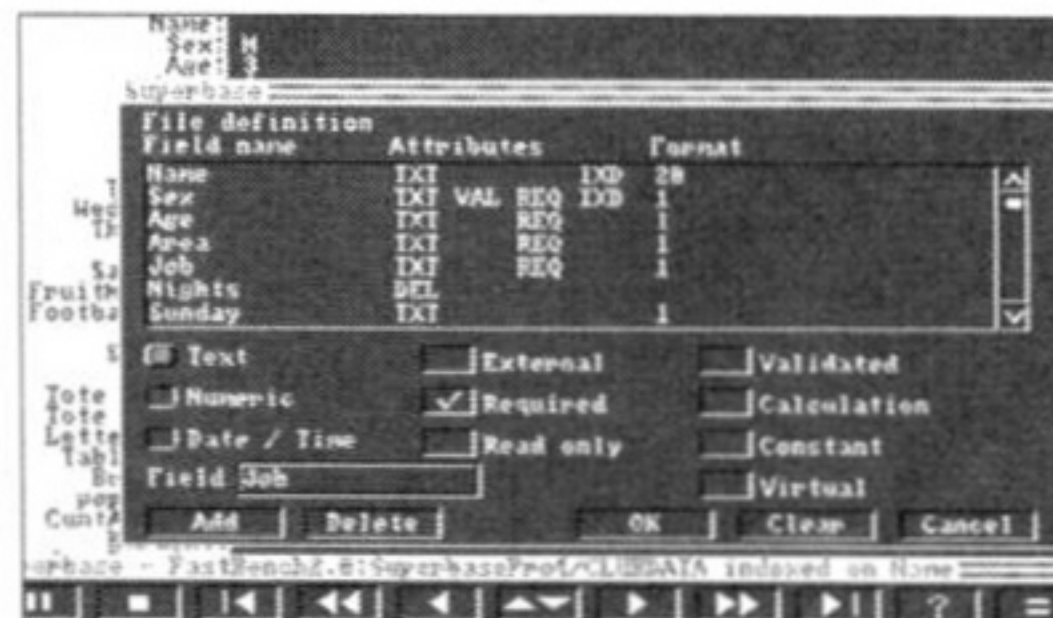 Name:
Sex: M
Age:
Superbase
File definition
Field name Attributes Format
Name TXT IXD 20
Sex TXT VAL REQ IXD 1
Age TXT REQ 1
Area TXT REQ 1
Job TXT REQ 1
Nights DEL
Sunday TXT 1
Text External Validated
Numeric Required Calculation
Date / Time Read only Constant
Field Job Virtual
Add Delete OK Clear Cancel
FastBench2.0:SuperbaseProf/CLUBDATA indexed on Name
?